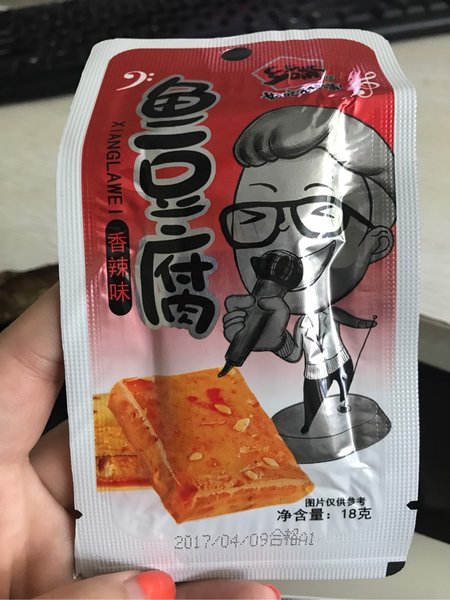 鱼豆腐
XIANGLAWEI
香辣味
图片仅供参考
净含量：18克
2017/04/09合格A1